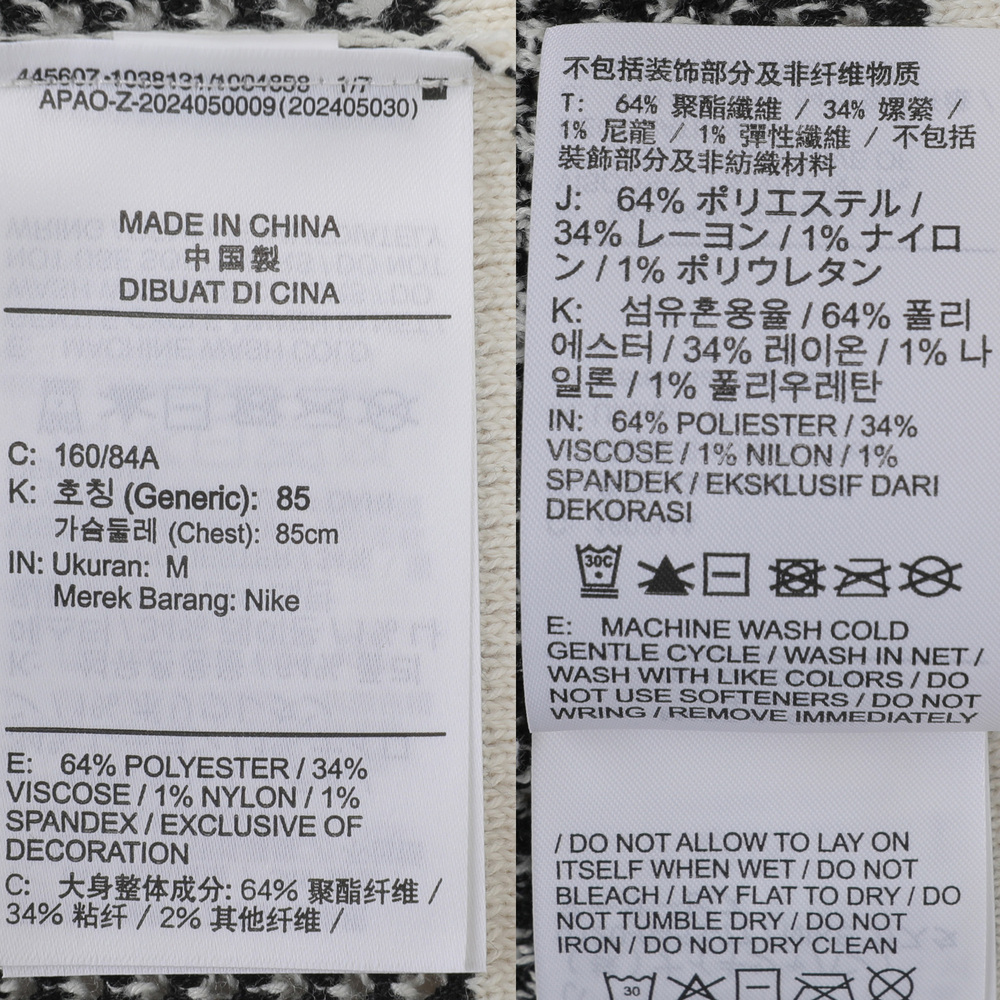 445607-1038131/1004898 1/7
APAO-Z-2024050009(202405030)
MADE IN CHINA
中国製
DIBUAT DI CINA
C: 160/84A
K: 호칭 (Generic): 85
가슴둘레 (Chest): 85cm
IN: Ukuran: M
Merek Barang: Nike
E: 64% POLYESTER / 34%
VISCOSE / 1% NYLON / 1%
SPANDEX / EXCLUSIVE OF
DECORATION
C: 大身整体成分: 64% 聚酯纤维 /
34% 粘纤 / 2% 其他纤维 /
不包括装饰部分及非纤维物质
T: 64% 聚酯纖維 / 34% 嫘縈 /
1% 尼龍 / 1% 彈性纖維 / 不包括
裝飾部分及非紡織材料
J: 64% ポリエステル /
34% レーヨン / 1% ナイロ
ン / 1% ポリウレタン
K: 섬유혼용율 / 64% 폴리
에스터 / 34% 레이온 / 1% 나
일론 / 1% 폴리우레탄
IN: 64% POLIESTER / 34%
VISCOSE / 1% NILON / 1%
SPANDEK / EKSKLUSIF DARI
DEKORASI
30C
E: MACHINE WASH COLD
GENTLE CYCLE / WASH IN NET /
WASH WITH LIKE COLORS / DO
NOT USE SOFTENERS / DO NOT
WRING / REMOVE IMMEDIATELY
/ DO NOT ALLOW TO LAY ON
ITSELF WHEN WET / DO NOT
BLEACH / LAY FLAT TO DRY / DO
NOT TUMBLE DRY / DO NOT
IRON / DO NOT DRY CLEAN
30